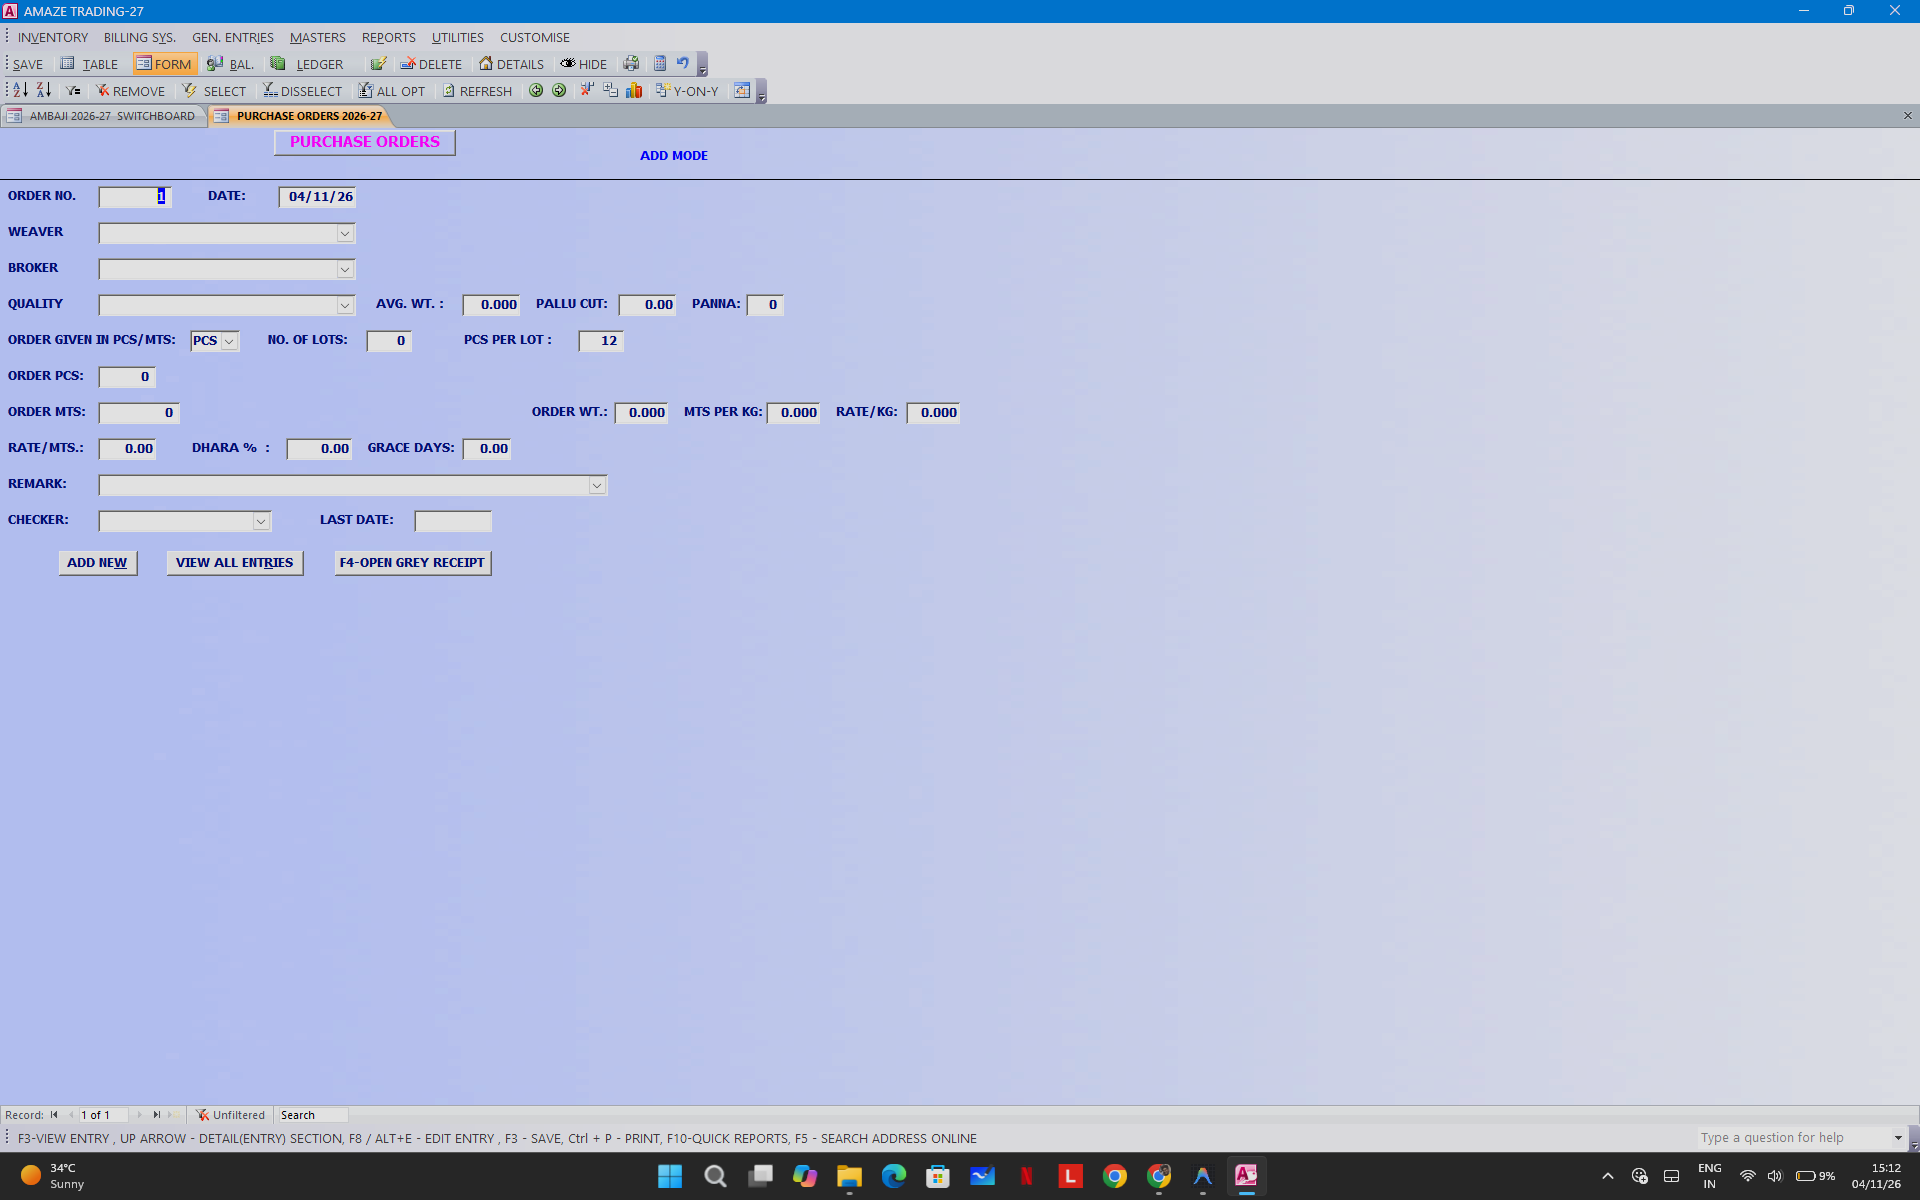 AMAZE TRADING-27
INVENTORY BILLING SYS. GEN. ENTRIES MASTERS REPORTS UTILITIES CUSTOMISE
SAVE TABLE FORM BAL. LEDGER DELETE DETAILS HIDE
REMOVE SELECT DISSELECT ALL OPT REFRESH Y-ON-Y
AMBAJI 2026-27 SWITCHBOARD PURCHASE ORDERS 2026-27
PURCHASE ORDERS
ADD MODE
ORDER NO. 1 DATE: 04/11/26
WEAVER
BROKER
QUALITY AVG. WT. : 0.000 PALLU CUT: 0.00 PANNA: 0
ORDER GIVEN IN PCS/MTS: PCS NO. OF LOTS: 0 PCS PER LOT : 12
ORDER PCS: 0
ORDER MTS: 0 ORDER WT.: 0.000 MTS PER KG: 0.000 RATE/KG: 0.000
RATE/MTS.: 0.00 DHARA % : 0.00 GRACE DAYS: 0.00
REMARK:
CHECKER: LAST DATE:
ADD NEW VIEW ALL ENTRIES F4-OPEN GREY RECEIPT
Record: 1 of 1 Unfiltered Search
F3-VIEW ENTRY , UP ARROW - DETAIL(ENTRY) SECTION, F8 / ALT+E - EDIT ENTRY , F3 - SAVE, Ctrl + P - PRINT, F10-QUICK REPORTS, F5 - SEARCH ADDRESS ONLINE Type a question for help
34°C
Sunny
ENG
IN
9%
15:12
04/11/26